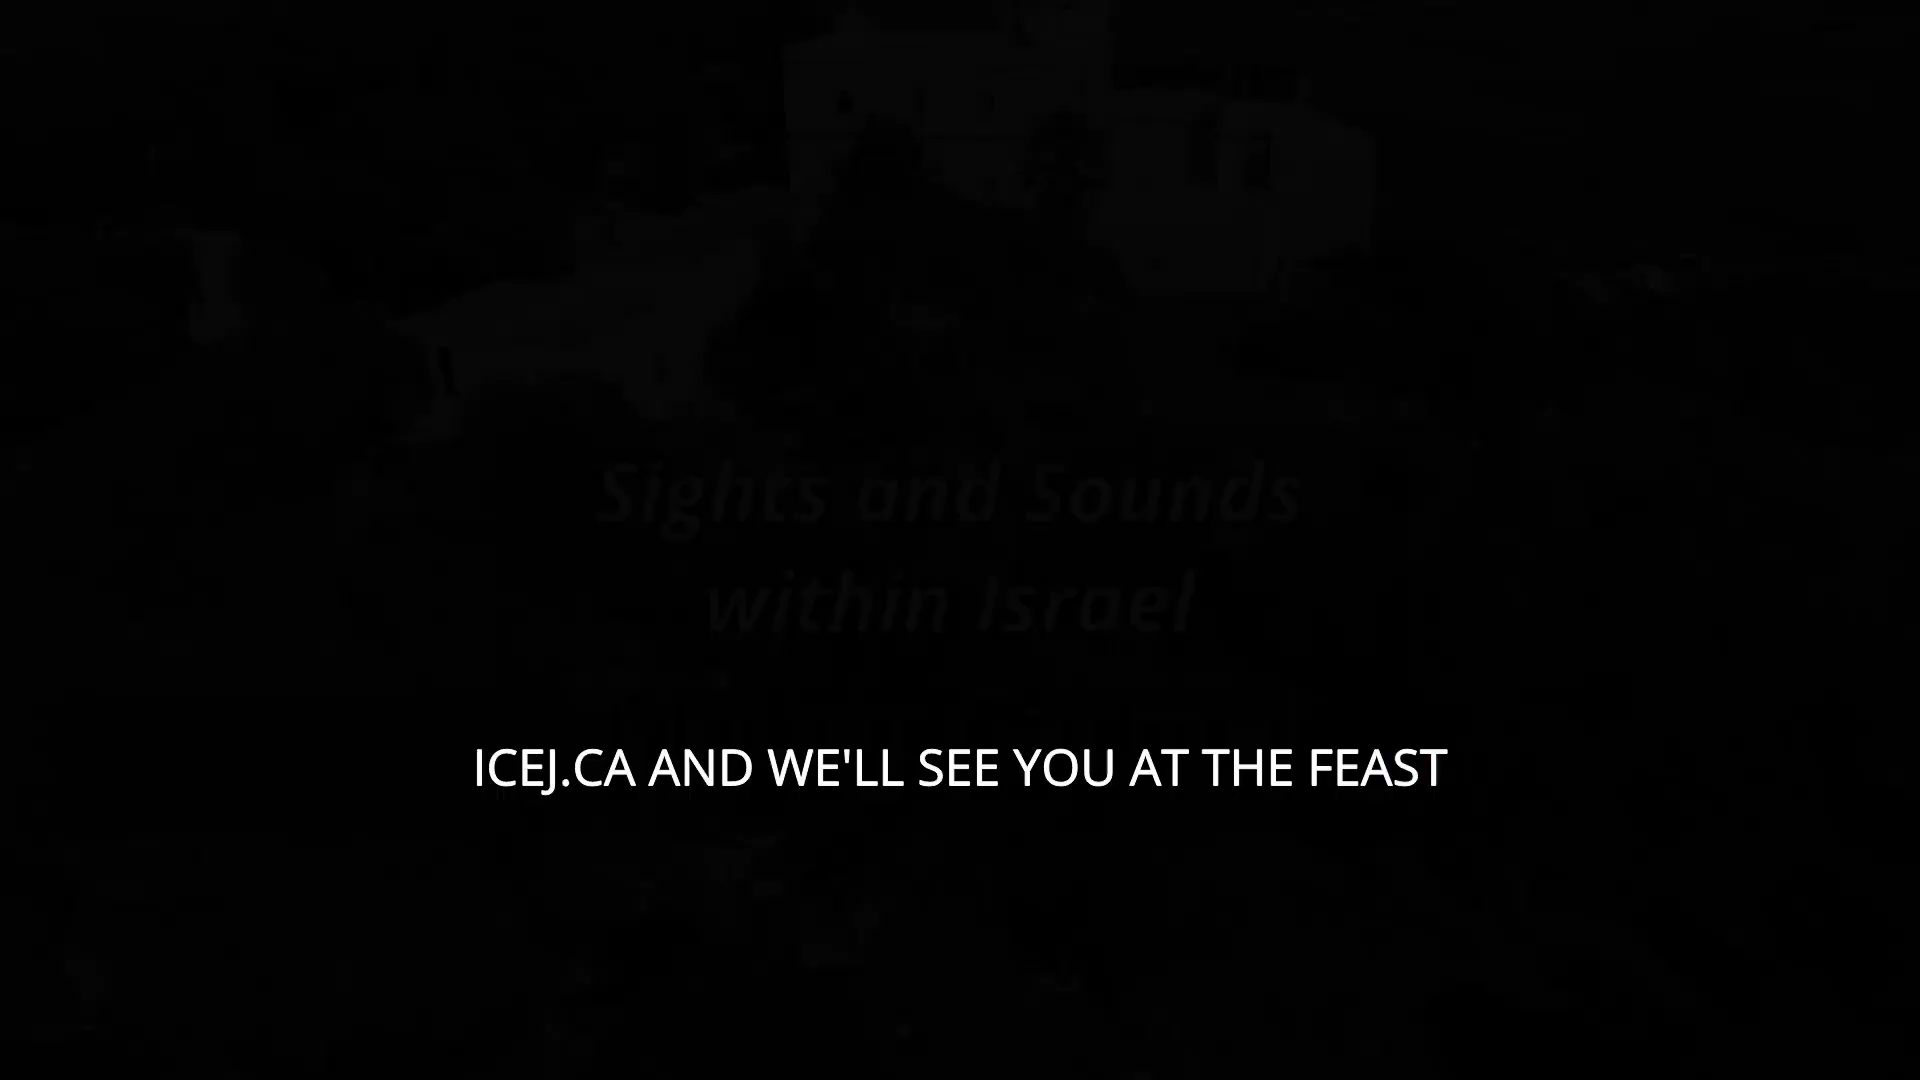 Sights and Sounds
within Israel
ICEJ.CA AND WE'LL SEE YOU AT THE FEAST